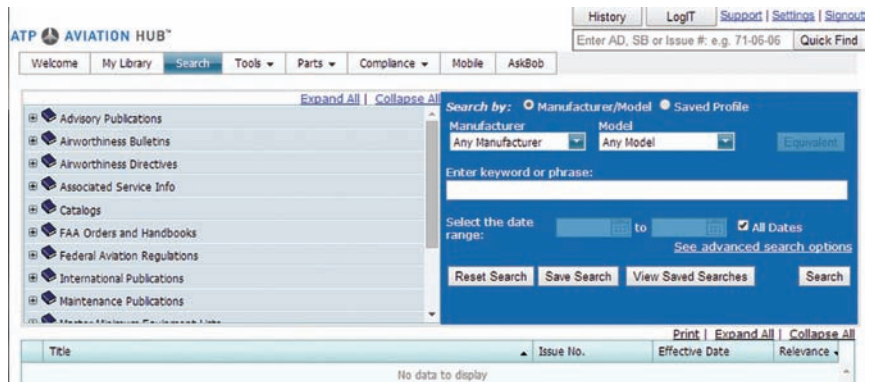 History LogIT Support | Settings | Signout
ATP AVIATION HUB™
Enter AD, SB or Issue #: e.g. 71-06-06 Quick Find
Welcome My Library Search Tools Parts Compliance Mobile AskBob
Expand All | Collapse All
Advisory Publications
Airworthiness Bulletins
Airworthiness Directives
Associated Service Info
Catalogs
FAA Orders and Handbooks
Federal Aviation Regulations
International Publications
Maintenance Publications
Master Minimum Equipment Lists
Search by: Manufacturer/Model Saved Profile
Manufacturer Model
Any Manufacturer Any Model Equivalent
Enter keyword or phrase:
Select the date
range:
to All Dates
See advanced search options
Reset Search Save Search View Saved Searches Search
Print | Expand All | Collapse All
Title Issue No. Effective Date Relevance
No data to display